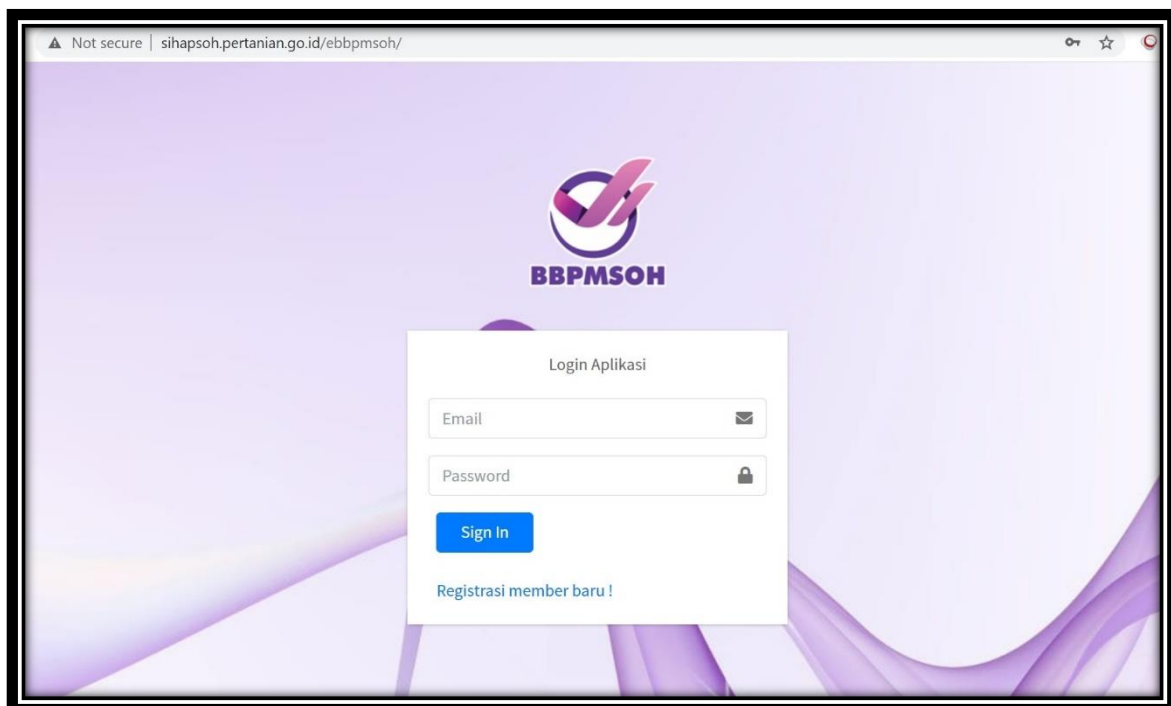 Not secure | sihapsoh.pertanian.go.id/ebbpmsoh/
BBPMSOH
Login Aplikasi
Email
Password
Sign In
Registrasi member baru !